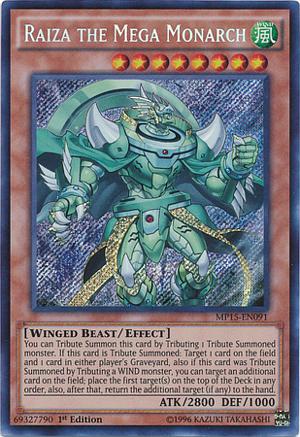 RAIZA THE MEGA MONARCH
WIND
風
MP15-EN091
[WINGED BEAST/EFFECT]
You can Tribute Summon this card by Tributing 1 Tribute Summoned
monster. If this card is Tribute Summoned: Target 1 card on the field
and 1 card in either player's Graveyard, also if this card was Tribute
Summoned by Tributing a WIND monster, you can target an additional
card on the field; place the first target(s) on the top of the Deck in any
order, also, after that, return the additional target (if any) to the hand.
ATK/2800 DEF/1000
69327790 1st Edition ©1996 KAZUKI TAKAHASHI